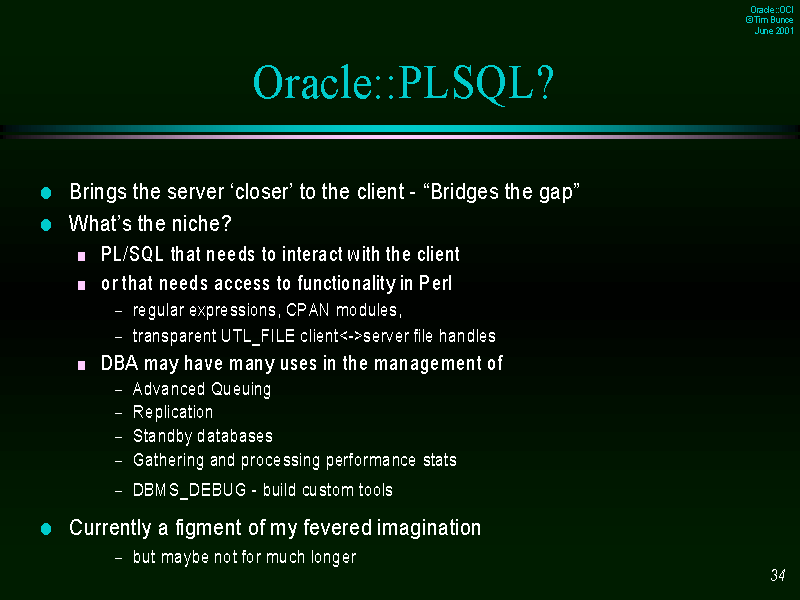 Oracle::OCI
©Tim Bunce
June 2001
Oracle::PLSQL?
Brings the server ‘closer’ to the client - “Bridges the gap”
What’s the niche?
PL/SQL that needs to interact with the client
or that needs access to functionality in Perl
– regular expressions, CPAN modules,
– transparent UTL_FILE client<->server file handles
DBA may have many uses in the management of
– Advanced Queuing
– Replication
– Standby databases
– Gathering and processing performance stats
– DBMS_DEBUG - build custom tools
Currently a figment of my fevered imagination
– but maybe not for much longer
34